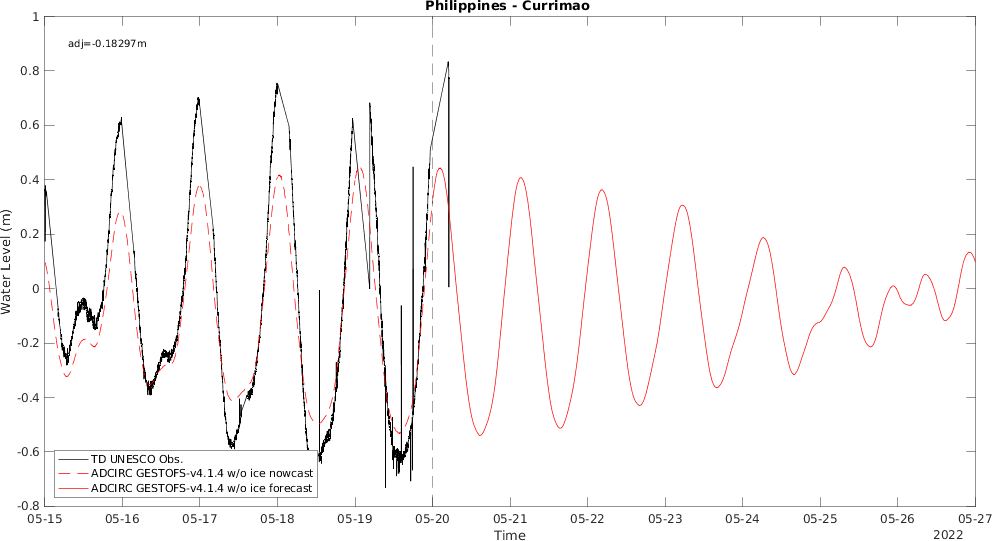 Philippines - Currimao
adj=-0.18297m
1
0.8
0.6
0.4
0.2
0
-0.2
-0.4
-0.6
-0.8
Water Level (m)
TD UNESCO Obs.
ADCIRC GESTOFS-v4.1.4 w/o ice nowcast
ADCIRC GESTOFS-v4.1.4 w/o ice forecast
05-15 05-16 05-17 05-18 05-19 05-20 05-21 05-22 05-23 05-24 05-25 05-26 05-27
Time
2022